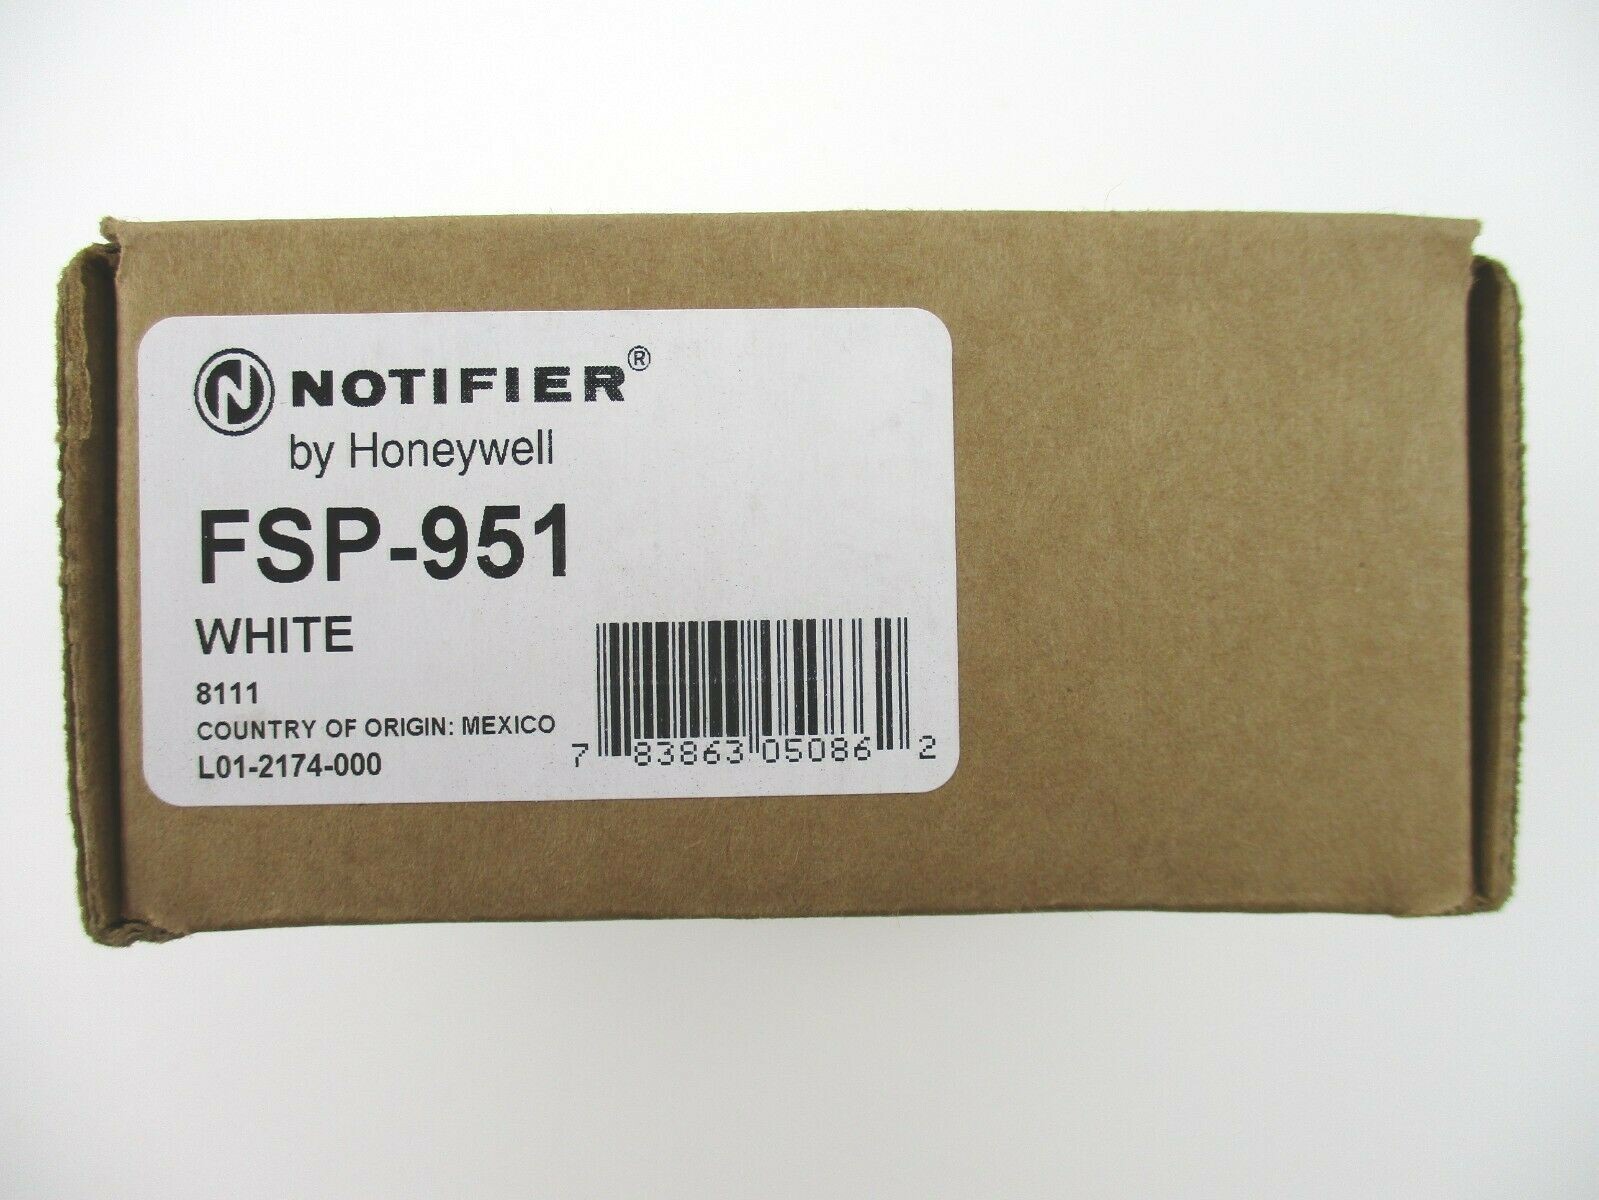 N NOTIFIER®
by Honeywell
FSP-951
WHITE
8111
COUNTRY OF ORIGIN: MEXICO
L01-2174-000
7 83863 05086 2